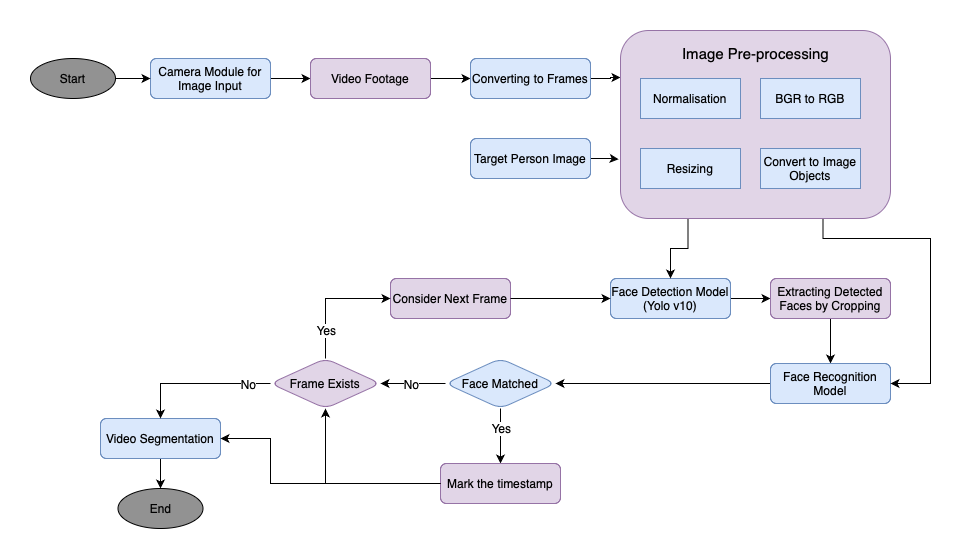 Image Pre-processing
Start
Camera Module for
Image Input
Video Footage
Converting to Frames
Normalisation
BGR to RGB
Target Person Image
Resizing
Convert to Image
Objects
Consider Next Frame
Face Detection Model
(Yolo v10)
Extracting Detected
Faces by Cropping
Yes
No
Frame Exists
No
Face Matched
Face Recognition
Model
Yes
Video Segmentation
Mark the timestamp
End